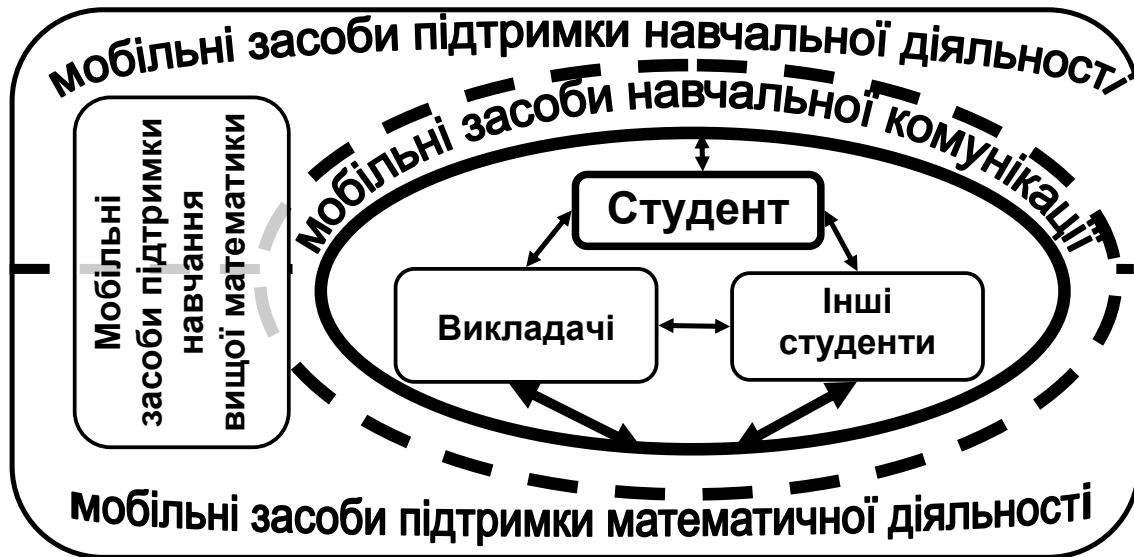 мобільні засоби підтримки навчальної діяльності
мобільні засоби навчальної комунікації
Мобільні
засоби підтримки
навчання
вищої математики
Студент
Викладачі
Інші
студенти
мобільні засоби підтримки математичної діяльності